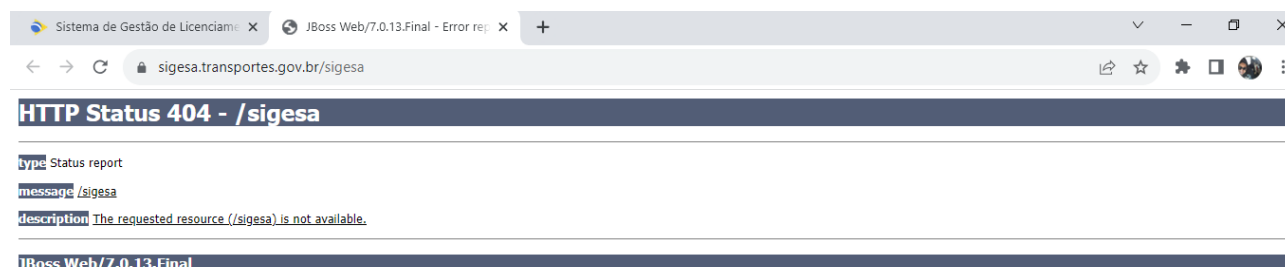 Sistema de Gestão de Licenciame
JBoss Web/7.0.13.Final - Error rep
sigesa.transportes.gov.br/sigesa
HTTP Status 404 - /sigesa
type Status report
message /sigesa
description The requested resource (/sigesa) is not available.
JBoss Web/7.0.13.Final